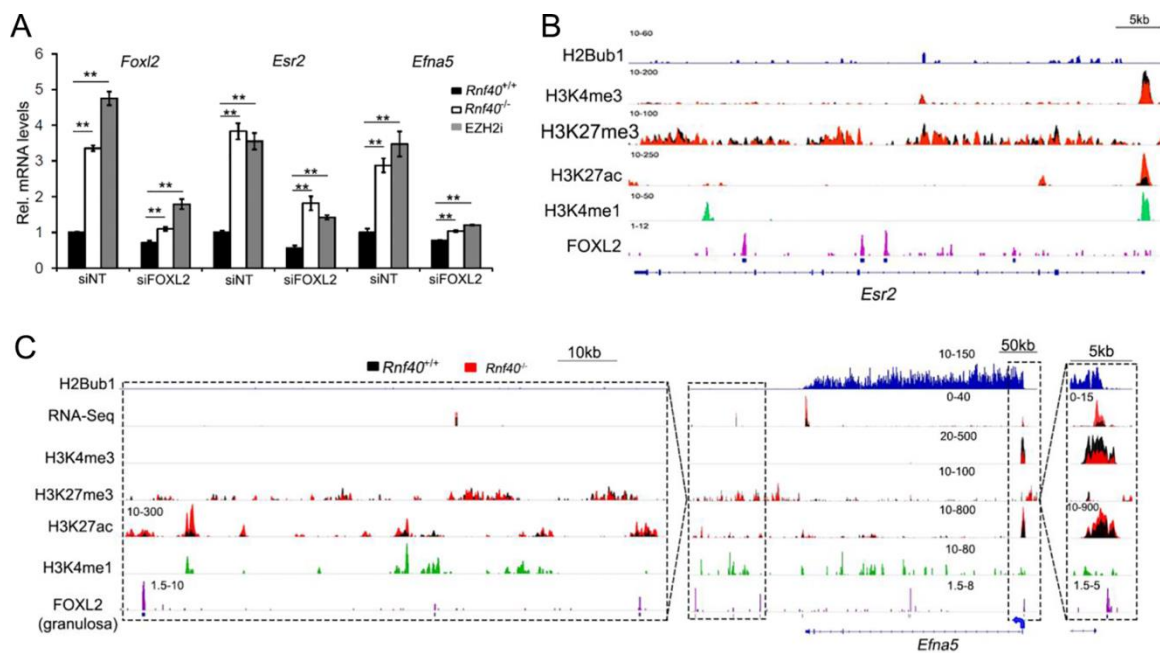 A
Rel. mRNA levels
6
5
4
3
2
1
0
Foxl2
Esr2
Efna5
**
**
**
**
**
**
**
**
**
**
**
**
Rnf40+/+
Rnf40-/-
EZH2i
siNT
siFOXL2
siNT
siFOXL2
siNT
siFOXL2
B
5kb
10-60
H2Bub1
10-200
H3K4me3
10-100
H3K27me3
10-250
H3K27ac
10-50
H3K4me1
1-12
FOXL2
Esr2
C
Rnf40+/+
Rnf40-/-
10kb
50kb
5kb
H2Bub1
10-150
RNA-Seq
0-40
0-15
H3K4me3
20-500
H3K27me3
10-100
H3K27ac
10-300
10-800
10-900
H3K4me1
10-80
FOXL2
(granulosa)
1.5-10
1.5-8
1.5-5
Efna5